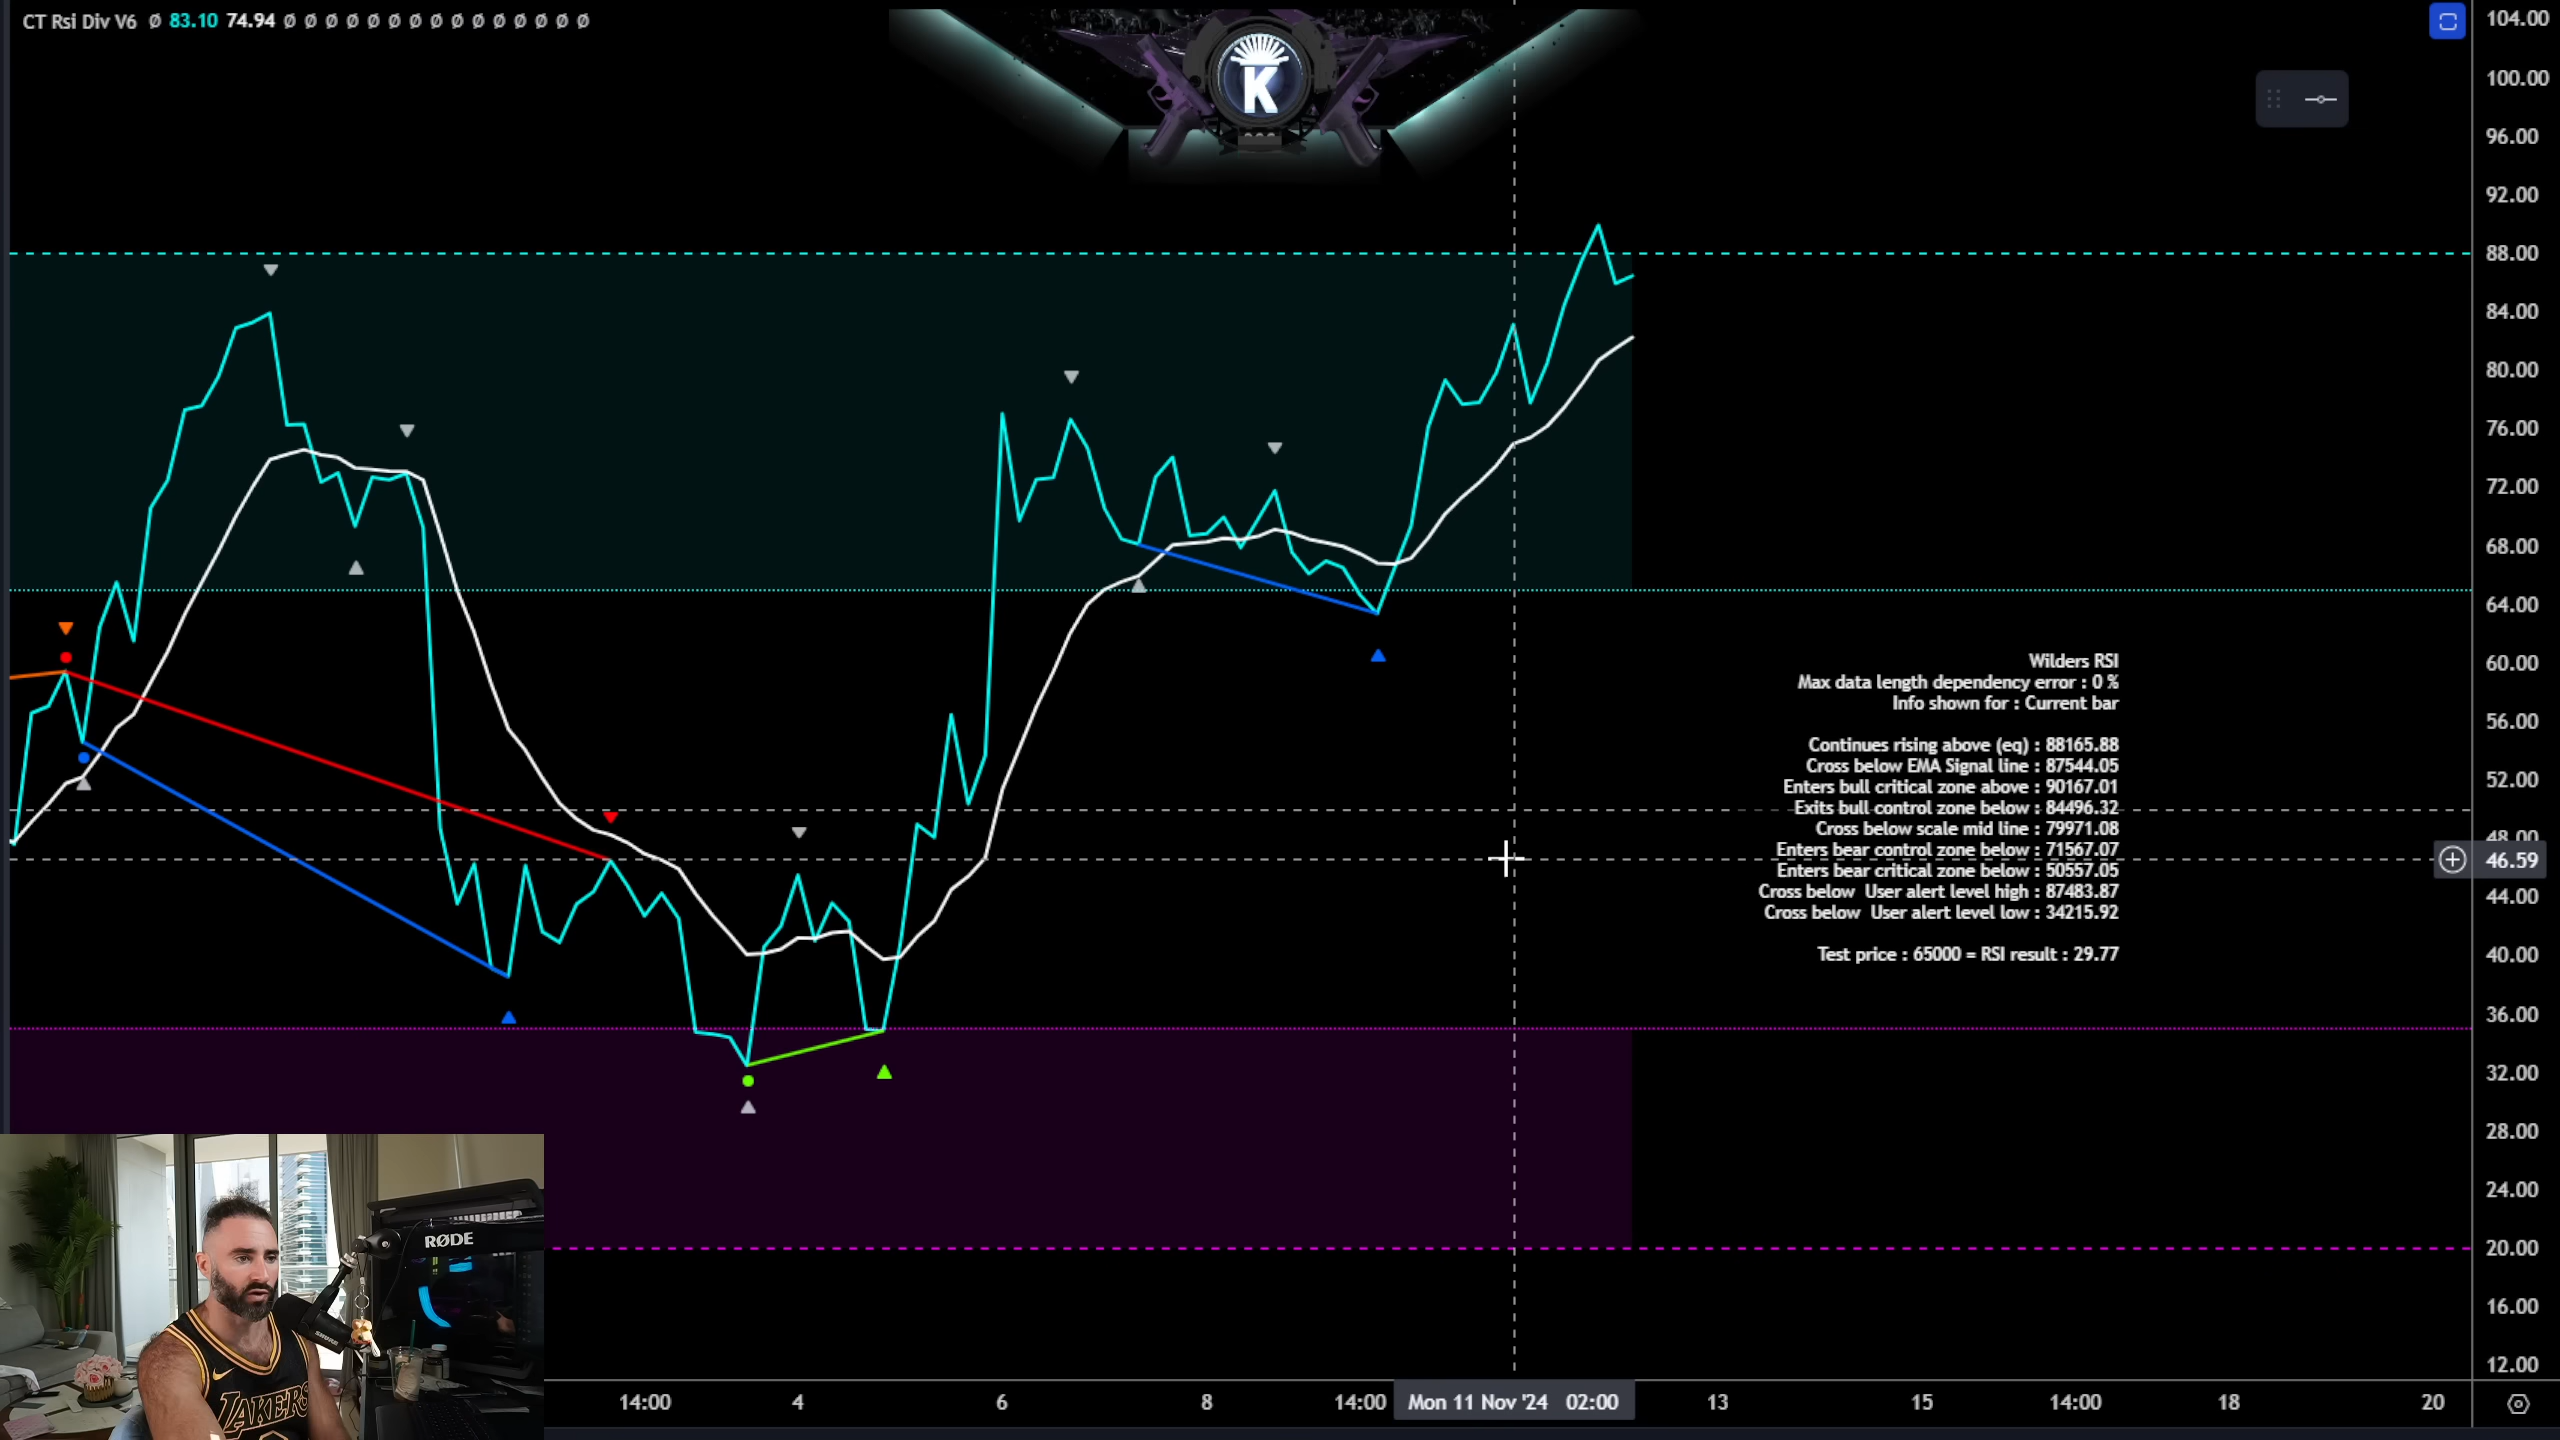 CT Rsi Div V6 Ø 83.10 74.94 Ø Ø Ø Ø Ø Ø Ø Ø Ø Ø Ø Ø Ø Ø Ø
K
104.00
100.00
96.00
92.00
88.00
84.00
80.00
76.00
72.00
68.00
64.00
60.00
56.00
52.00
48.00
46.59
44.00
40.00
36.00
32.00
28.00
24.00
20.00
16.00
12.00
Wilders RSI
Max data length dependency error : 0 %
Info shown for : Current bar
Continues rising above (eq) : 88165.88
Cross below EMA Signal line : 87544.05
Enters bull critical zone above : 90167.01
Exits bull control zone below : 84496.32
Cross below scale mid line : 79971.08
Enters bear control zone below : 71567.07
Enters bear critical zone below : 50557.05
Cross below User alert level high : 87483.87
Cross below User alert level low : 34215.92
Test price : 65000 = RSI result : 29.77
RØDE
SHURE
LAKERS
14:00 4 6 8 14:00 Mon 11 Nov '24 02:00 13 15 14:00 18 20